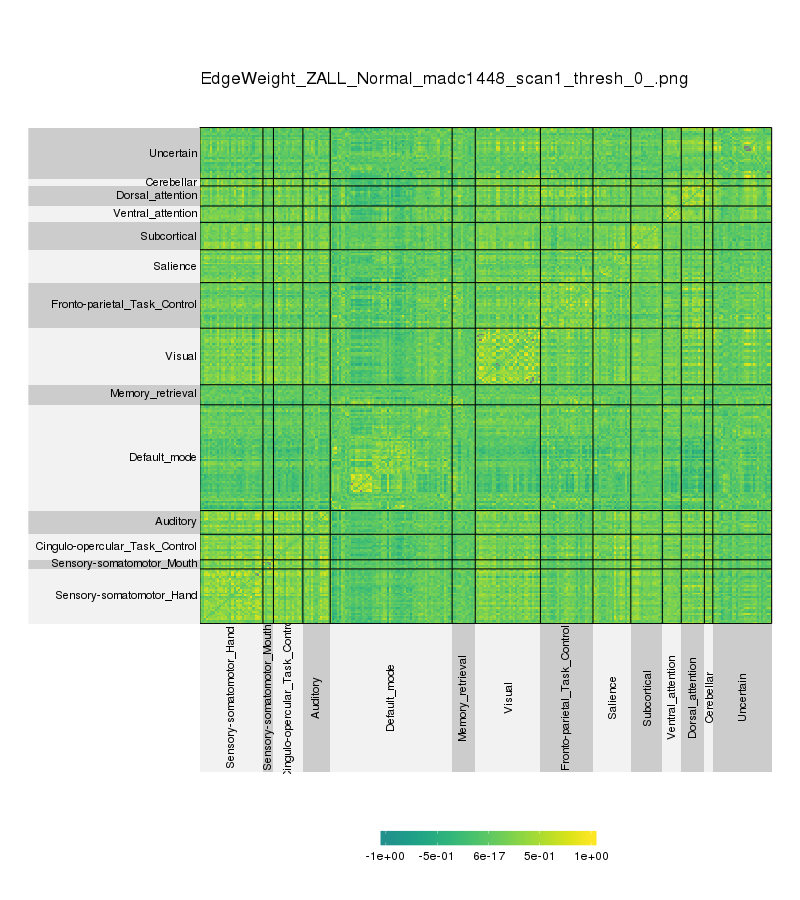 EdgeWeight_ZALL_Normal_madc1448_scan1_thresh_0_.png
Uncertain
Cerebellar
Dorsal_attention
Ventral_attention
Subcortical
Salience
Fronto-parietal_Task_Control
Visual
Memory_retrieval
Default_mode
Auditory
Cingulo-opercular_Task_Control
Sensory-somatomotor_Mouth
Sensory-somatomotor_Hand
Sensory-somatomotor_Hand
Sensory-somatomotor_Mouth
Cingulo-opercular_Task_Control
Auditory
Default_mode
Memory_retrieval
Visual
Fronto-parietal_Task_Control
Salience
Subcortical
Ventral_attention
Dorsal_attention
Cerebellar
Uncertain
-1e+00 -5e-01 6e-17 5e-01 1e+00